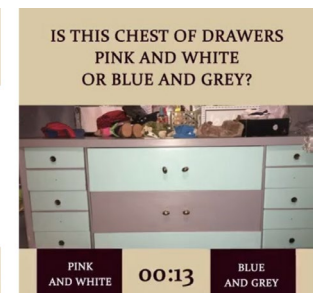 IS THIS CHEST OF DRAWERS
PINK AND WHITE
OR BLUE AND GREY?
PINK
AND WHITE
00:13
BLUE
AND GREY